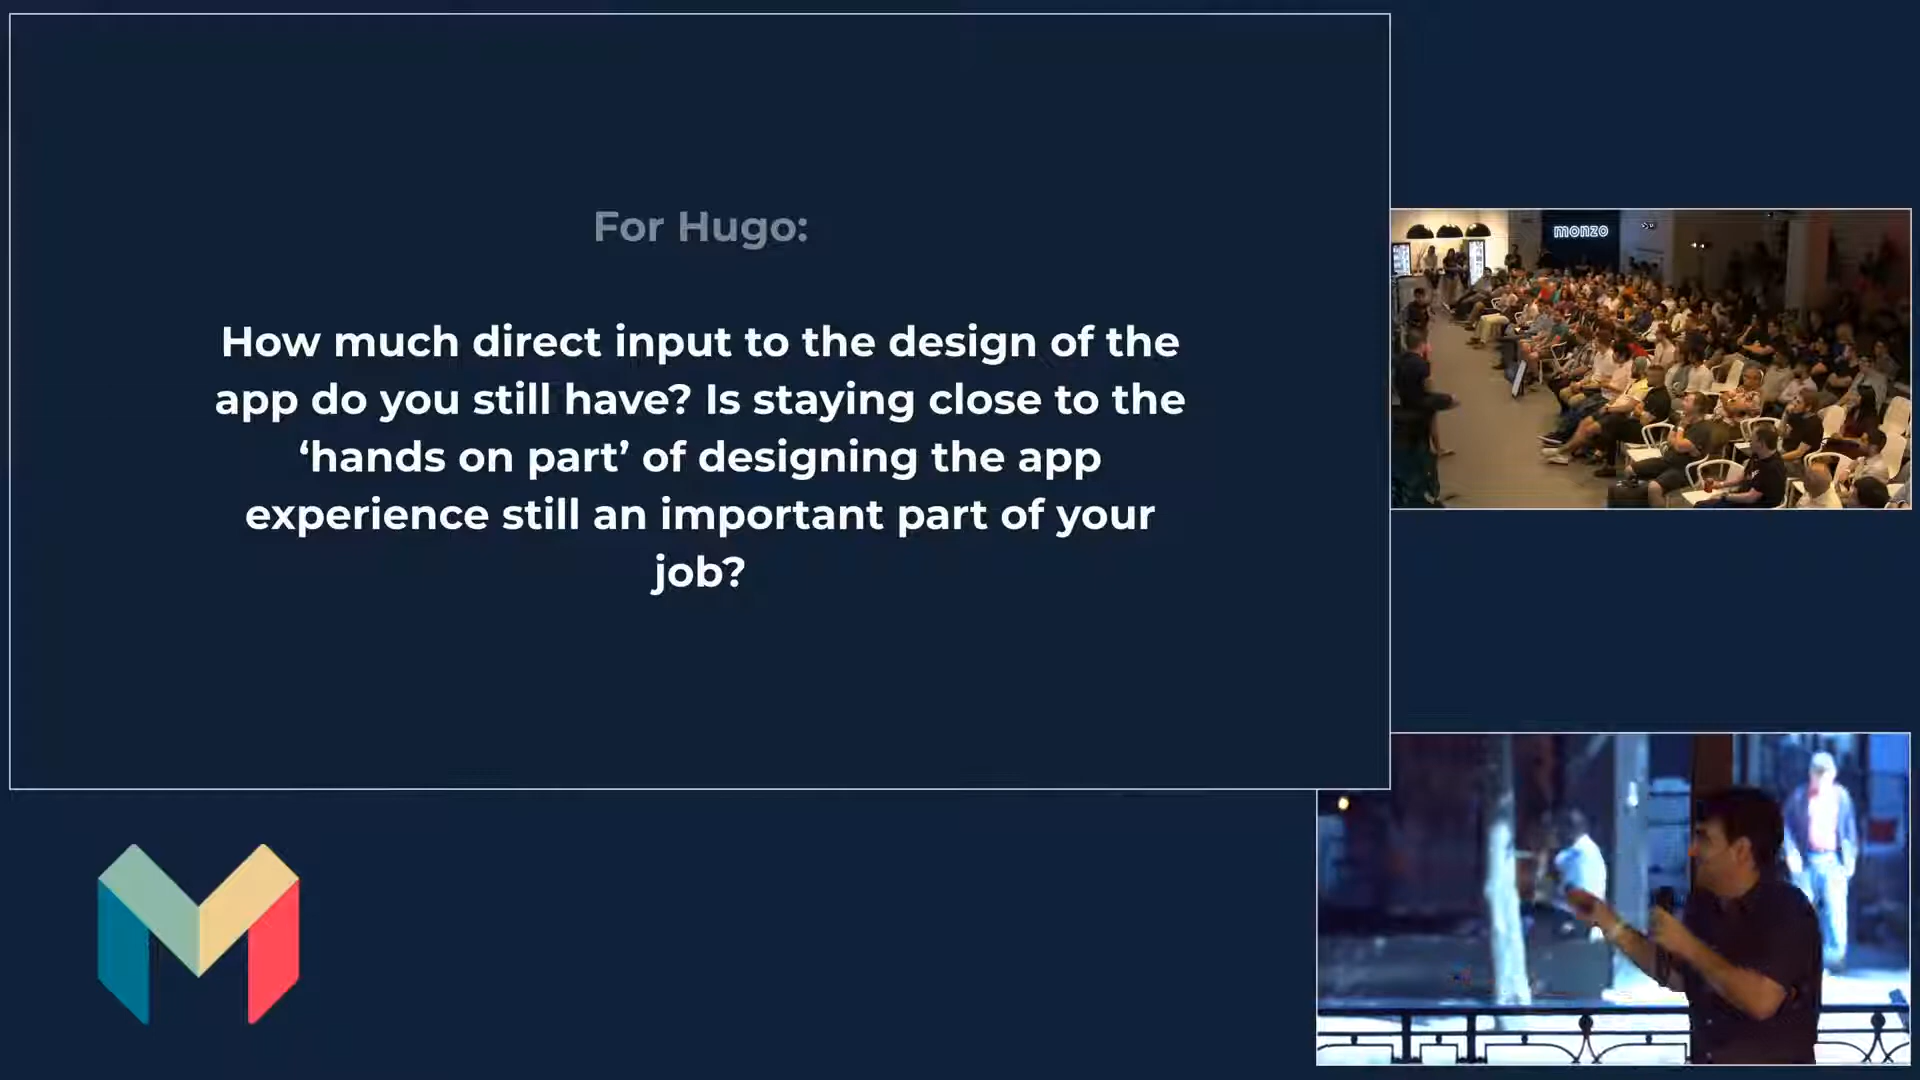 For Hugo:
How much direct input to the design of the
app do you still have? Is staying close to the
‘hands on part’ of designing the app
experience still an important part of your
job?
monzo